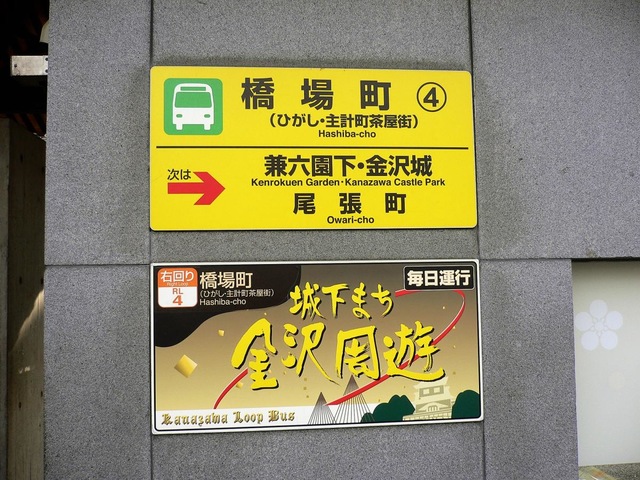 橋場町 ④
(ひがし・主計町茶屋街)
Hashiba-cho
次は
兼六園下・金沢城
Kenrokuen Garden・Kanazawa Castle Park
尾張町
Owari-cho
右回り
Right Loop
RL
4
橋場町
(ひがし・主計町茶屋街)
Hashiba-cho
毎日運行
城下まち
金沢周遊
Kanazawa Loop Bus